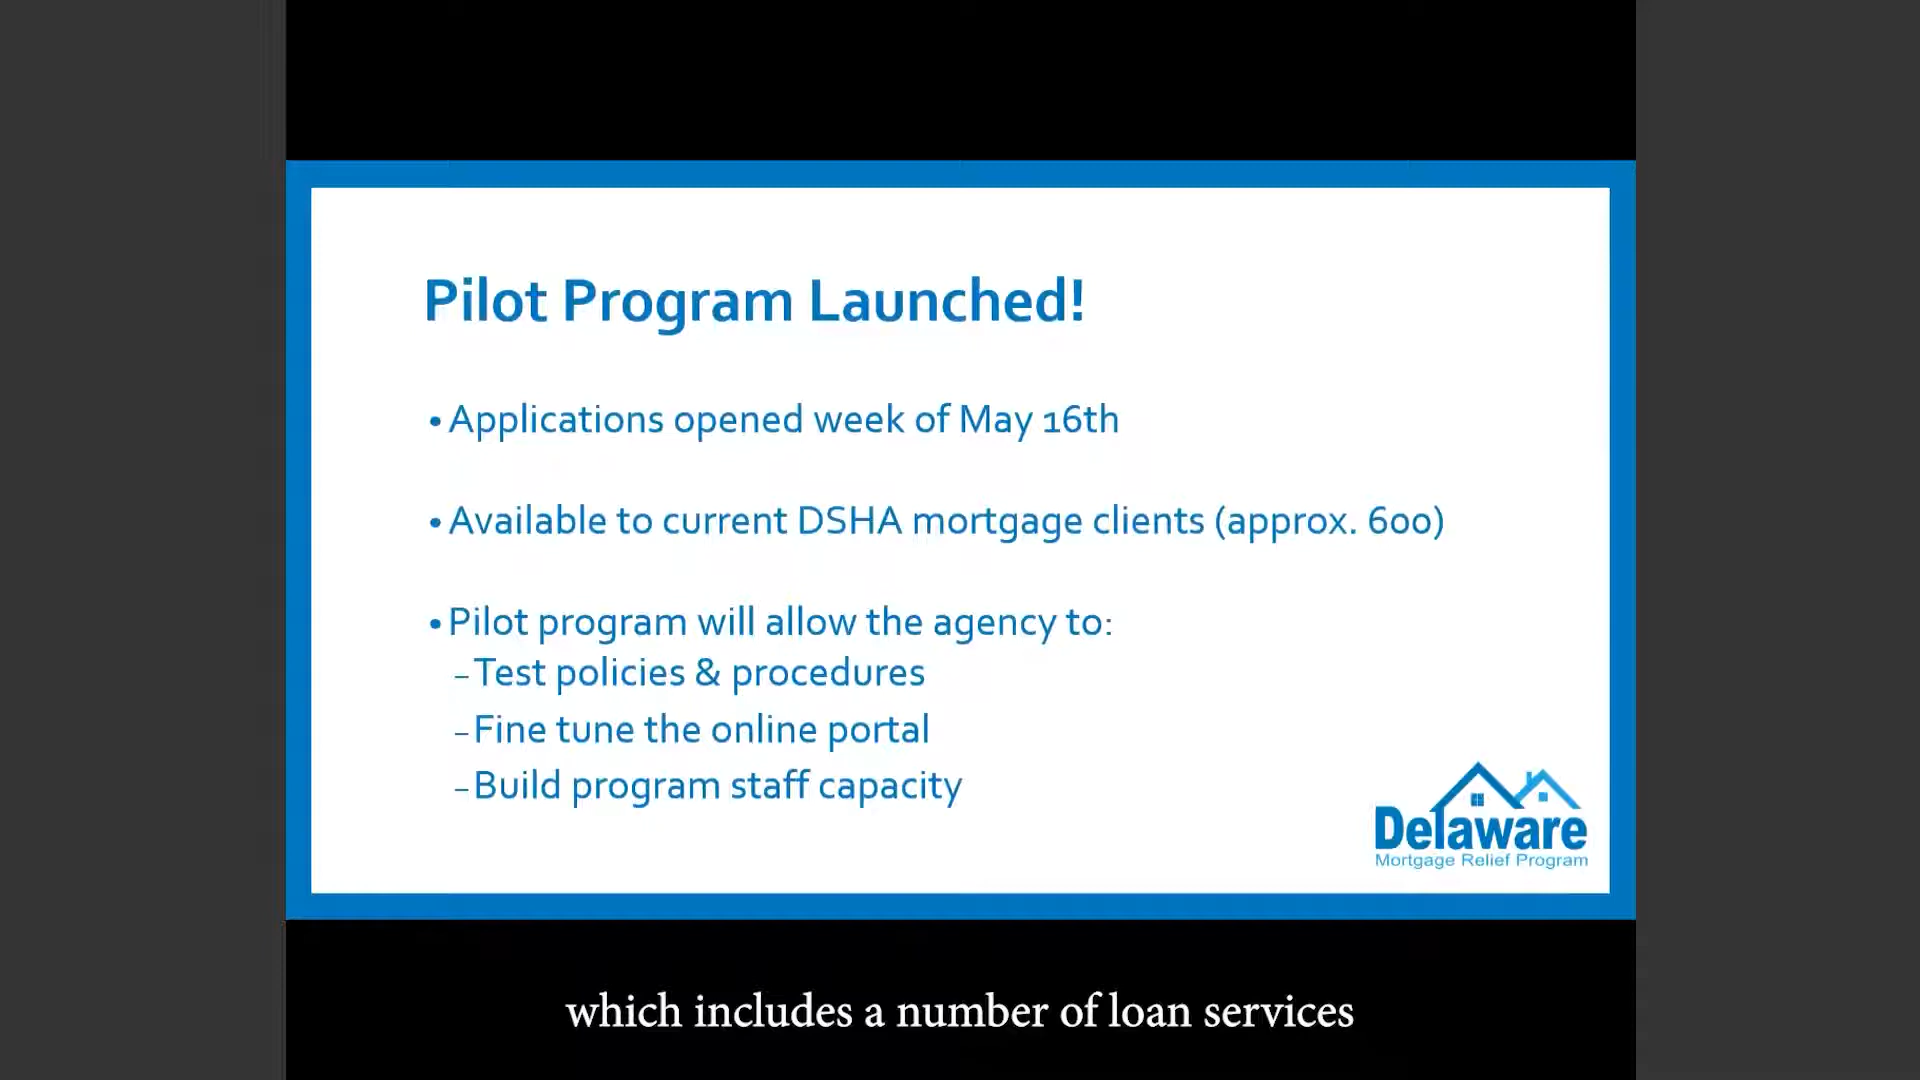 Pilot Program Launched!
• Applications opened week of May 16th
• Available to current DSHA mortgage clients (approx. 600)
• Pilot program will allow the agency to:
–Test policies & procedures
–Fine tune the online portal
–Build program staff capacity
Delaware
Mortgage Relief Program
which includes a number of loan services